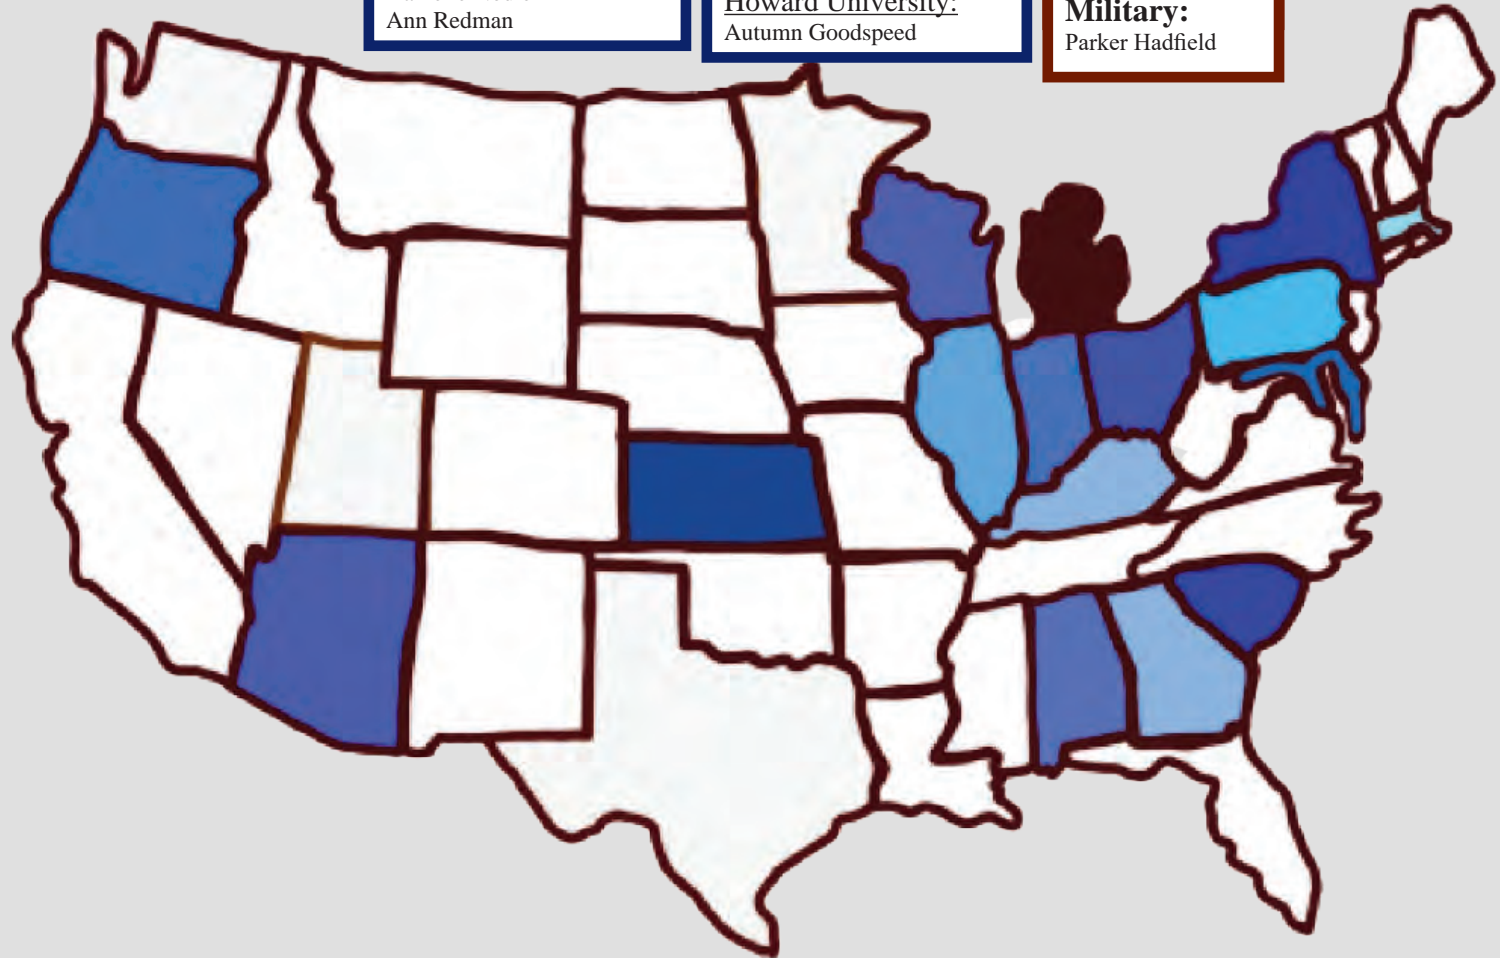 Ann Redman
Howard University:
Autumn Goodspeed
Military:
Parker Hadfield